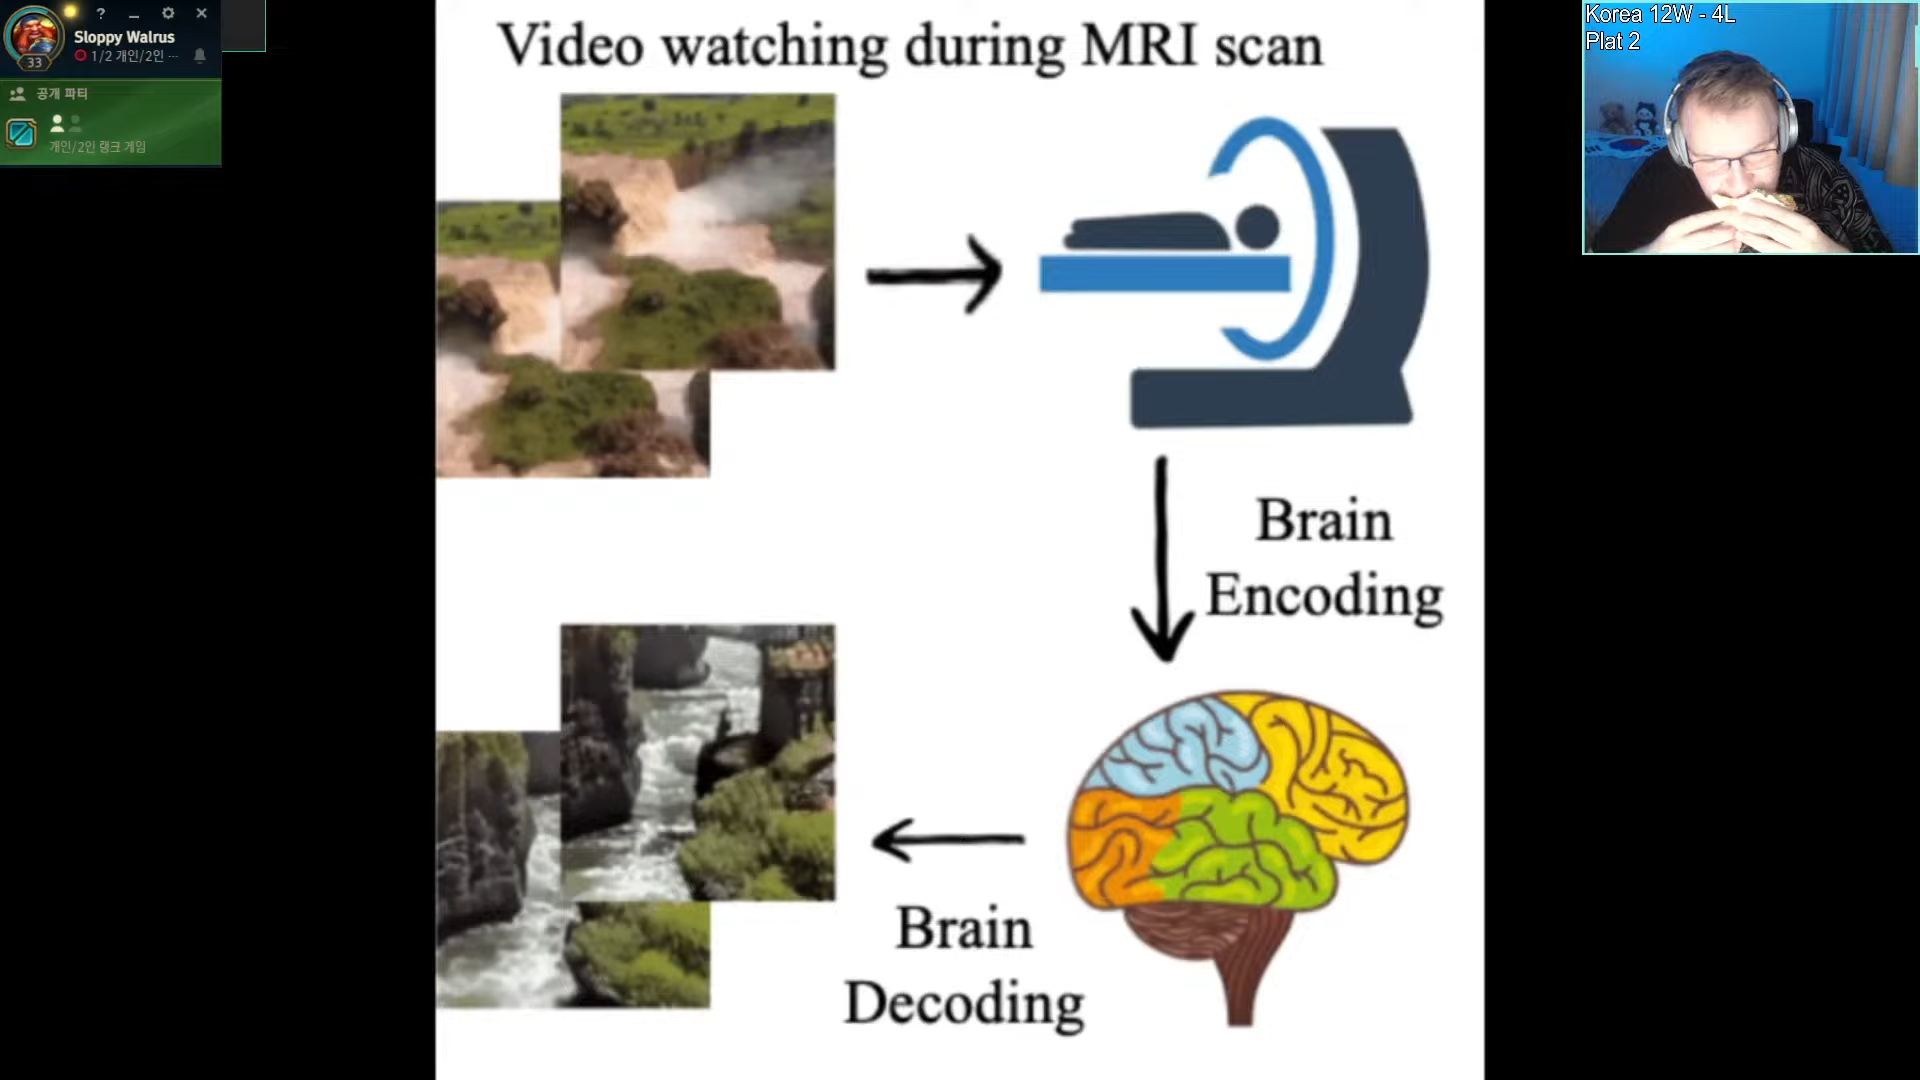 Sloppy Walrus
1/2 개인/2인 ...
33
공개 파티
개인/2인 랭크 게임
Video watching during MRI scan
Brain
Encoding
Brain
Decoding
Korea 12W - 4L
Plat 2